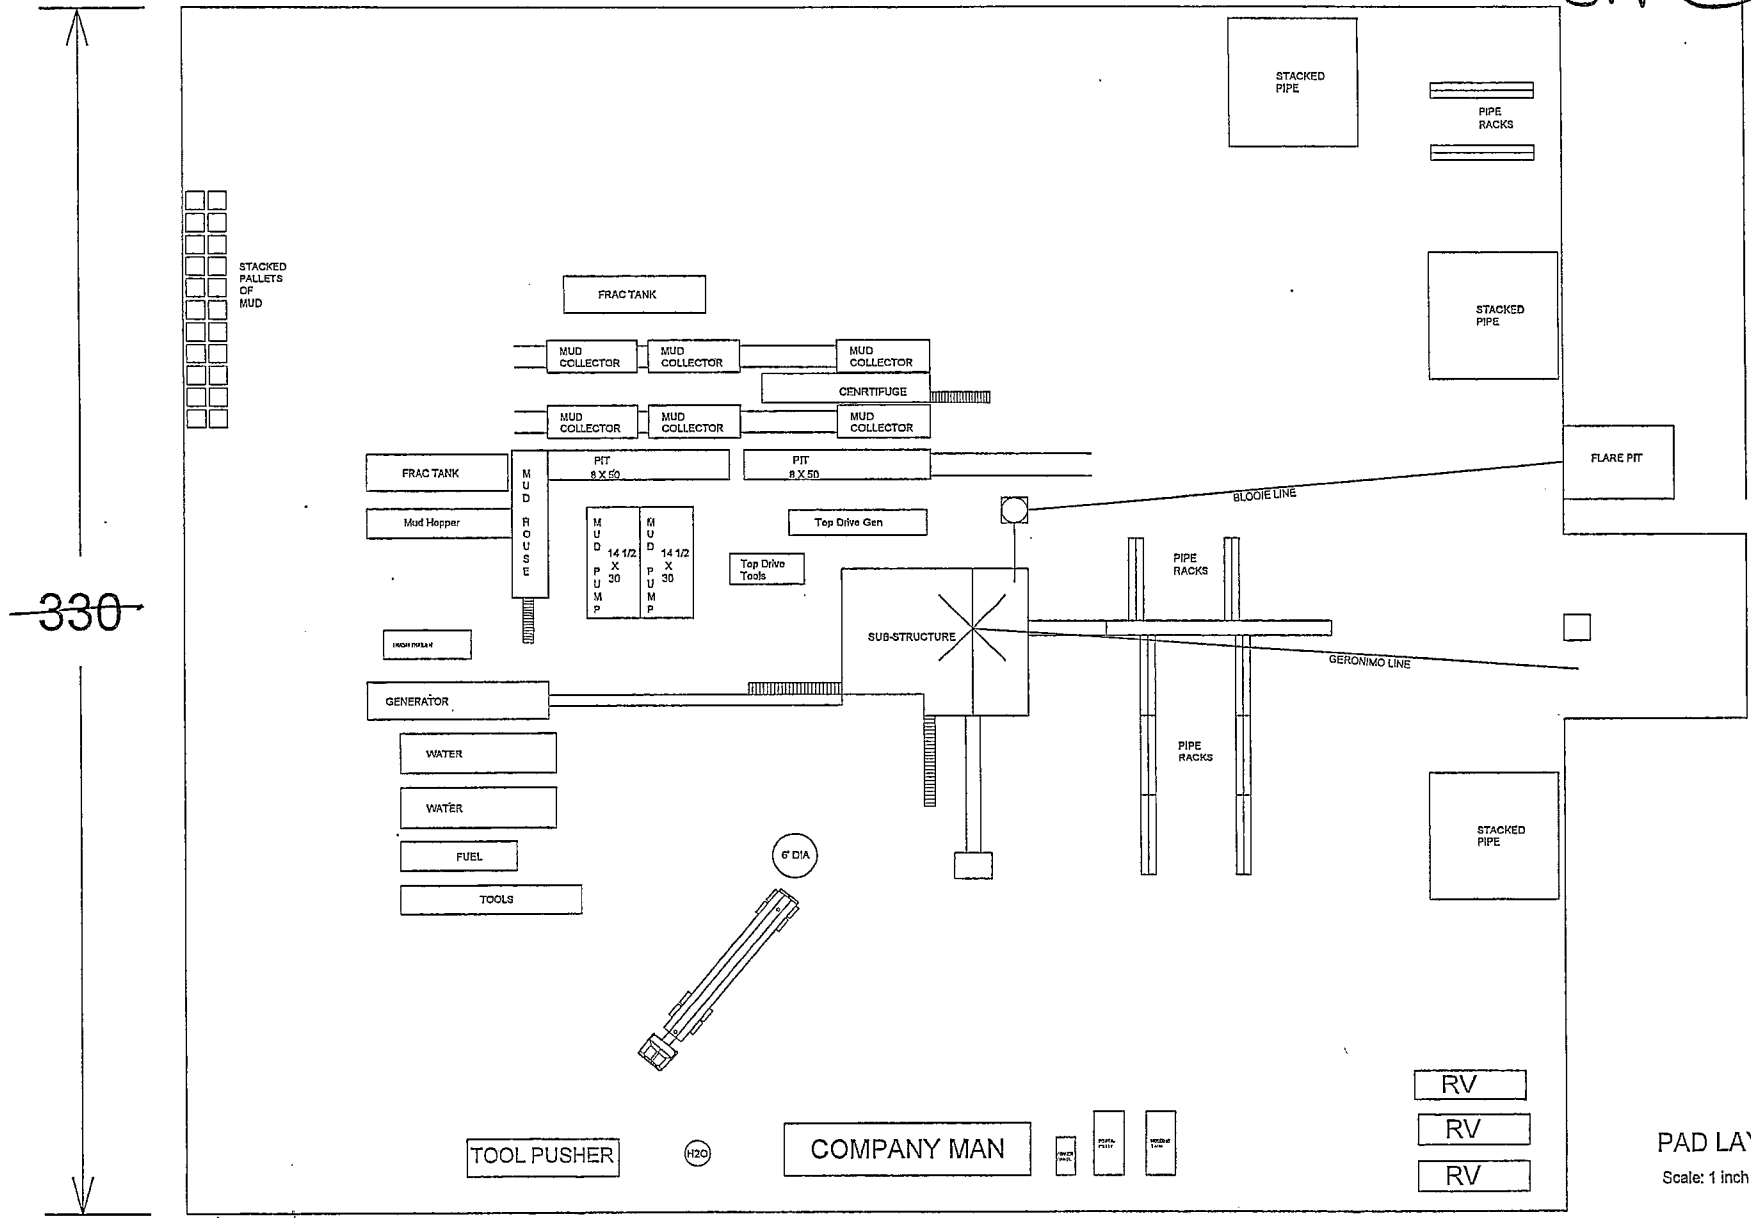 STACKED
PIPE
PIPE
RACKS
STACKED
PALLETS
OF
MUD
FRAC TANK
STACKED
PIPE
MUD
COLLECTOR
MUD
COLLECTOR
MUD
COLLECTOR
CENRTIFUGE
MUD
COLLECTOR
MUD
COLLECTOR
MUD
COLLECTOR
FRAC TANK
MUD HOUSE
PIT
8 X 50
PIT
8 X 50
FLARE PIT
BLOOIE LINE
Mud Hopper
MUD PUMP
14 1/2
X
30
MUD PUMP
14 1/2
X
30
Top Drive Gen
Top Drive
Tools
PIPE
RACKS
330
SUB-STRUCTURE
GERONIMO LINE
GENERATOR
WATER
PIPE
RACKS
WATER
STACKED
PIPE
FUEL
6' DIA
TOOLS
RV
RV
RV
TOOL PUSHER
H2O
COMPANY MAN
PAD LA
Scale: 1 inch